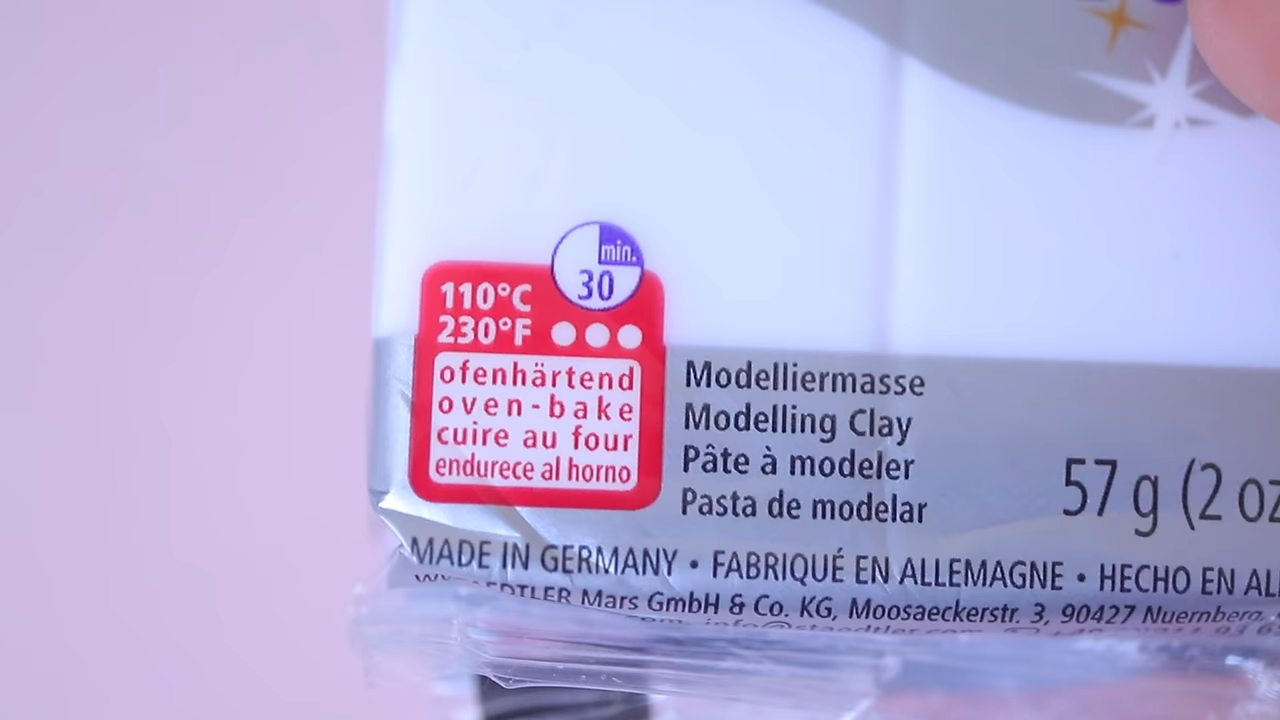 min.
30
110°C
230°F
ofenhärtend
oven-bake
cuire au four
endurece al horno
Modelliermasse
Modelling Clay
Pâte à modeler
Pasta de modelar
57 g (2 oz
MADE IN GERMANY • FABRIQUÉ EN ALLEMAGNE • HECHO EN AL
Mars GmbH & Co. KG, Moosaeckerstr. 3, 90427 Nuernberg,